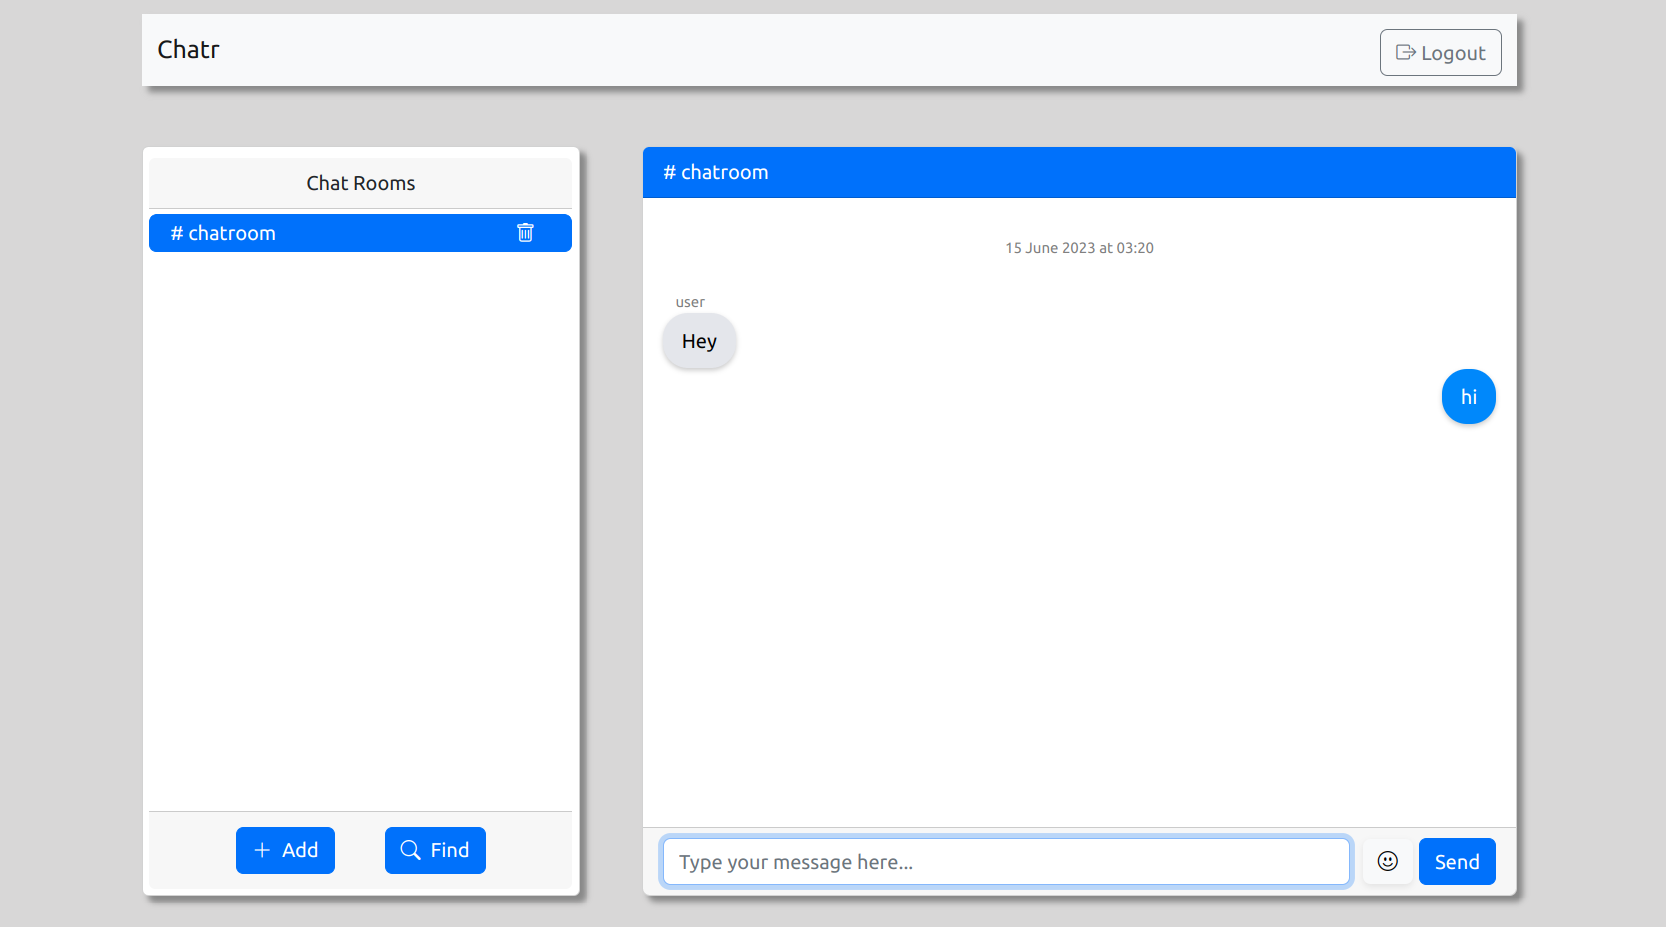 Chatr
Logout
Chat Rooms
# chatroom
Add
Find
# chatroom
15 June 2023 at 03:20
user
Hey
hi
Type your message here...
Send